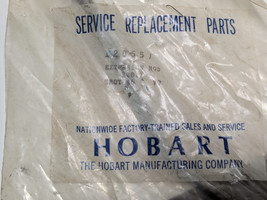 SERVICE REPLACEMENT PARTS
NATIONWIDE FACTORY-TRAINED SALES AND SERVICE
HOBART
THE HOBART MANUFACTURING COMPANY